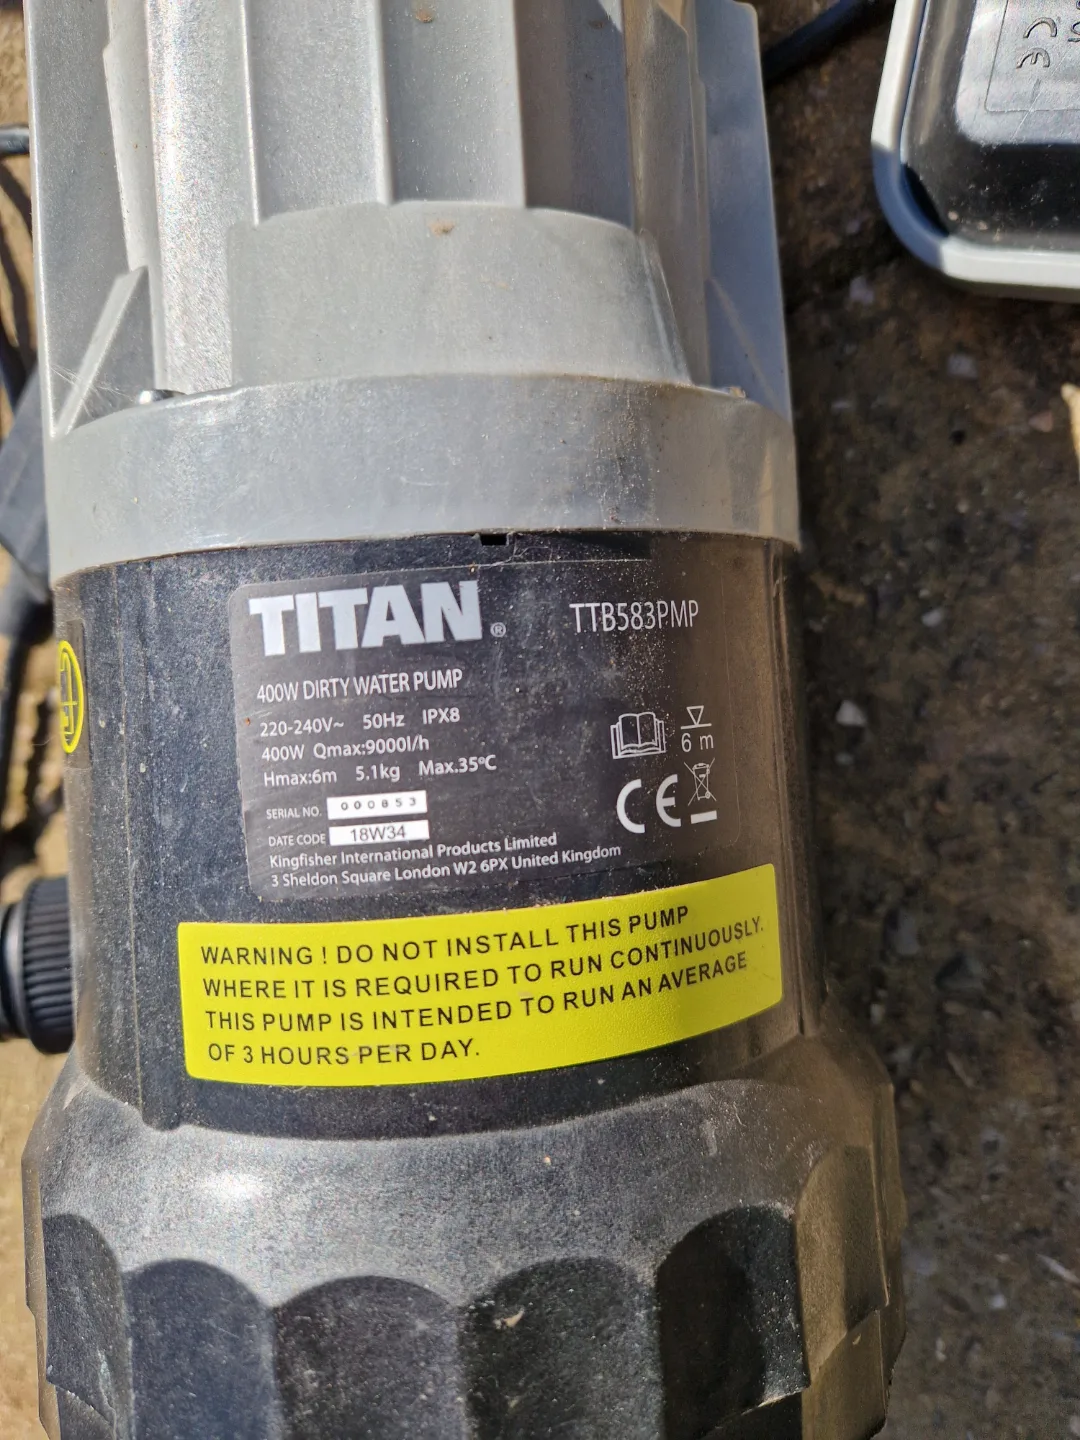 TITAN®
TTB583PMP
400W DIRTY WATER PUMP
220-240V~ 50Hz IPX8
400W Qmax:9000l/h
Hmax:6m 5.1kg Max.35ºC
6 m
SERIAL NO. 000853
DATE CODE 18W34
CE
Kingfisher International Products Limited
3 Sheldon Square London W2 6PX United Kingdom
WARNING ! DO NOT INSTALL THIS PUMP
WHERE IT IS REQUIRED TO RUN CONTINUOUSLY.
THIS PUMP IS INTENDED TO RUN AN AVERAGE
OF 3 HOURS PER DAY.
CE